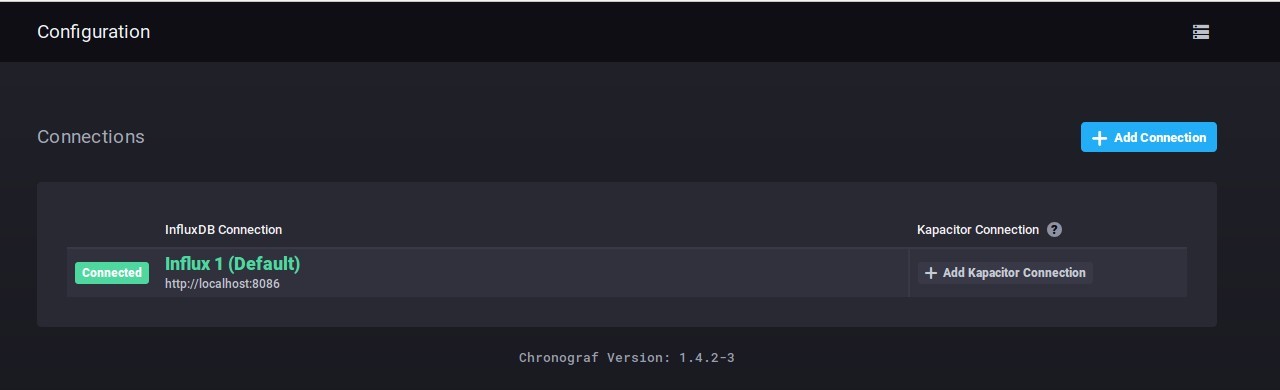 Configuration
Connections
Add Connection
InfluxDB Connection
Kapacitor Connection ?
Connected
Influx 1 (Default)
http://localhost:8086
Add Kapacitor Connection
Chronograf Version: 1.4.2-3